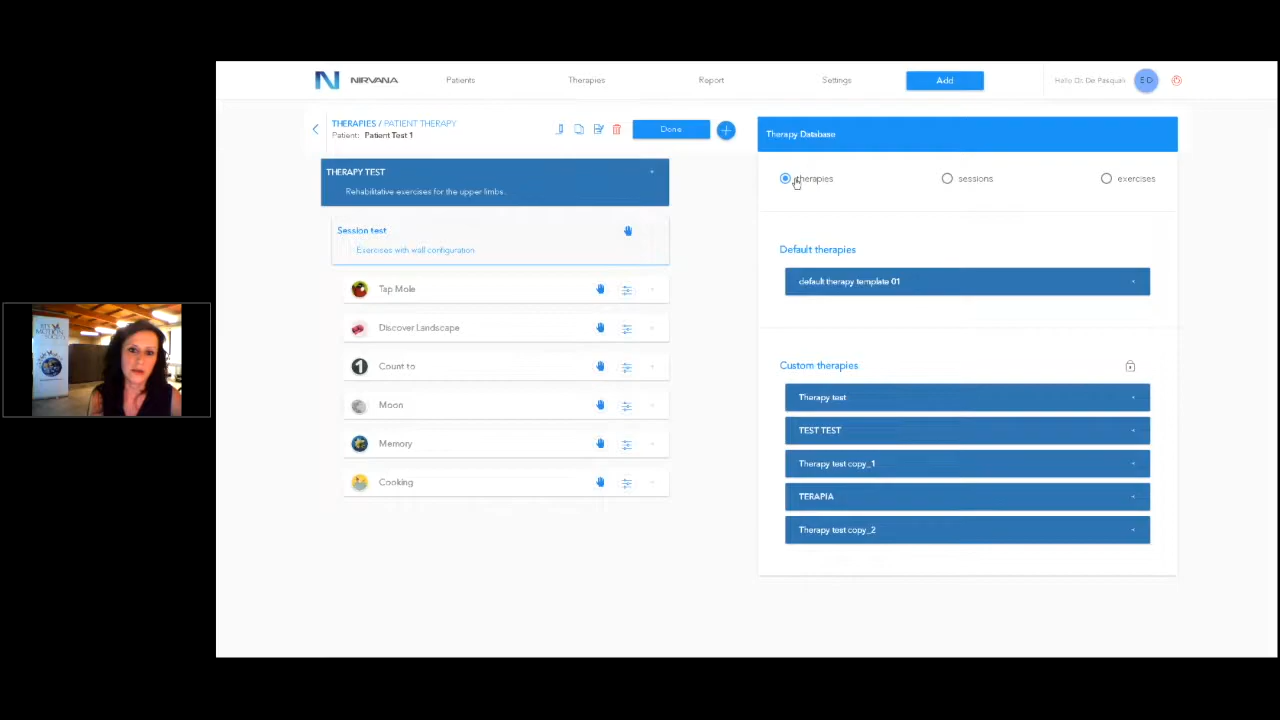 NIRVANA
Patients
Therapies
Report
Settings
Add
Hello Dr. De Pasquali
E D
THERAPIES / PATIENT THERAPY
Patient: Patient Test 1
Done
THERAPY TEST
Rehabilitative exercises for the upper limbs.
Session test
Exercises with wall configuration
Tap Mole
Discover Landscape
1
Count to
Moon
Memory
Cooking
Therapy Database
therapies
sessions
exercises
Default therapies
default therapy template 01
Custom therapies
Therapy test
TEST TEST
Therapy test copy_1
TERAPIA
Therapy test copy_2